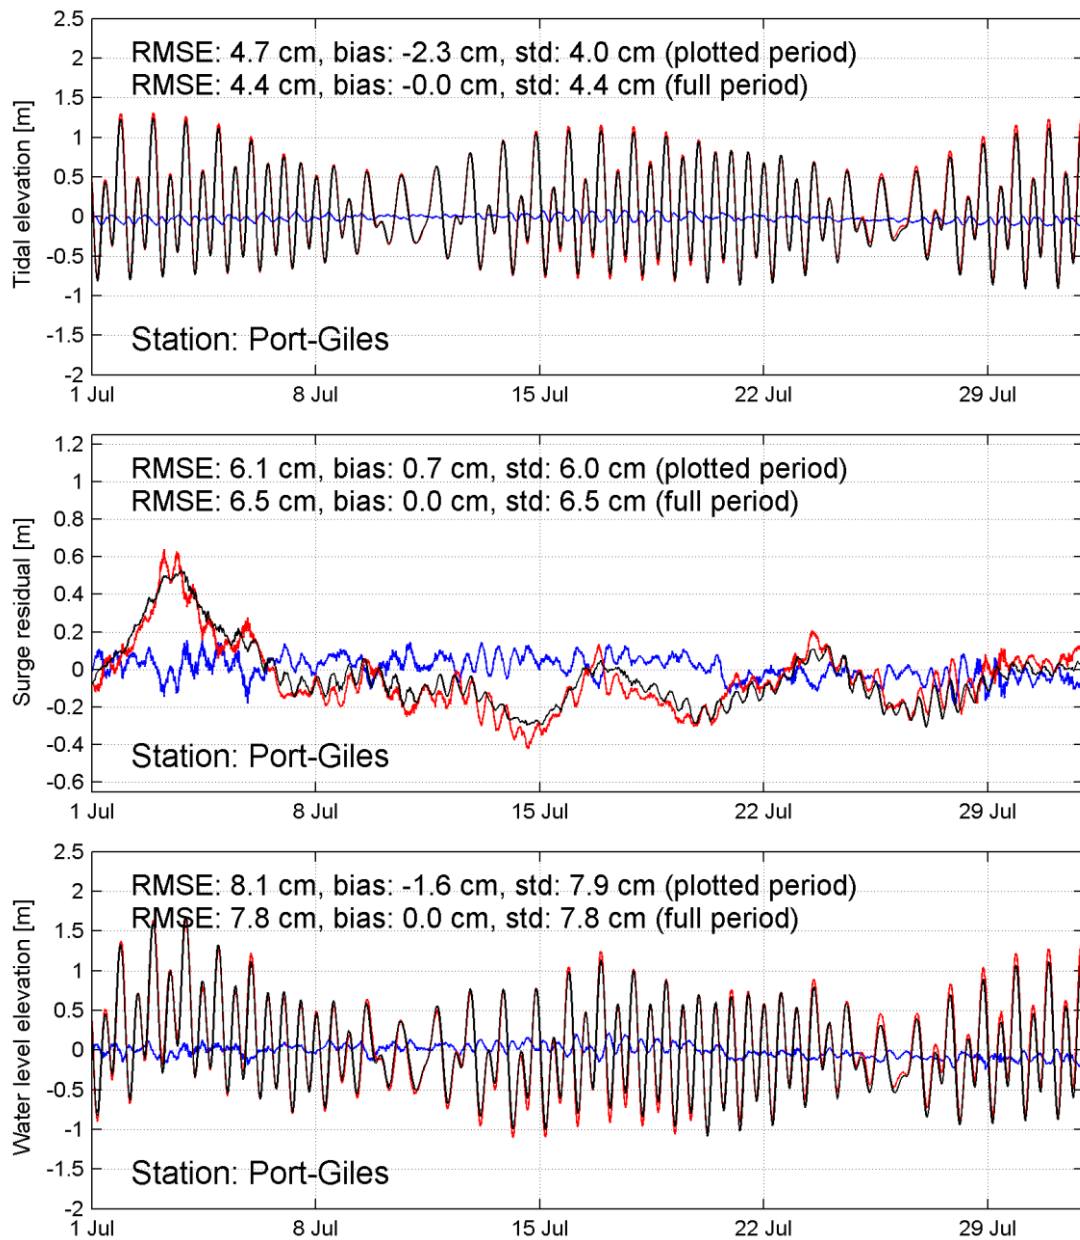 2.5
RMSE: 4.7 cm, bias: -2.3 cm, std: 4.0 cm (plotted period)
2
RMSE: 4.4 cm, bias: -0.0 cm, std: 4.4 cm (full period)
1.5
1
0.5
0
-0.5
-1
-1.5
-2
Tidal elevation [m]
Station: Port-Giles
1 Jul 8 Jul 15 Jul 22 Jul 29 Jul
1.2
RMSE: 6.1 cm, bias: 0.7 cm, std: 6.0 cm (plotted period)
1
RMSE: 6.5 cm, bias: 0.0 cm, std: 6.5 cm (full period)
0.8
0.6
0.4
0.2
0
-0.2
-0.4
-0.6
Surge residual [m]
Station: Port-Giles
1 Jul 8 Jul 15 Jul 22 Jul 29 Jul
2.5
RMSE: 8.1 cm, bias: -1.6 cm, std: 7.9 cm (plotted period)
2
RMSE: 7.8 cm, bias: 0.0 cm, std: 7.8 cm (full period)
1.5
1
0.5
0
-0.5
-1
-1.5
-2
Water level elevation [m]
Station: Port-Giles
1 Jul 8 Jul 15 Jul 22 Jul 29 Jul